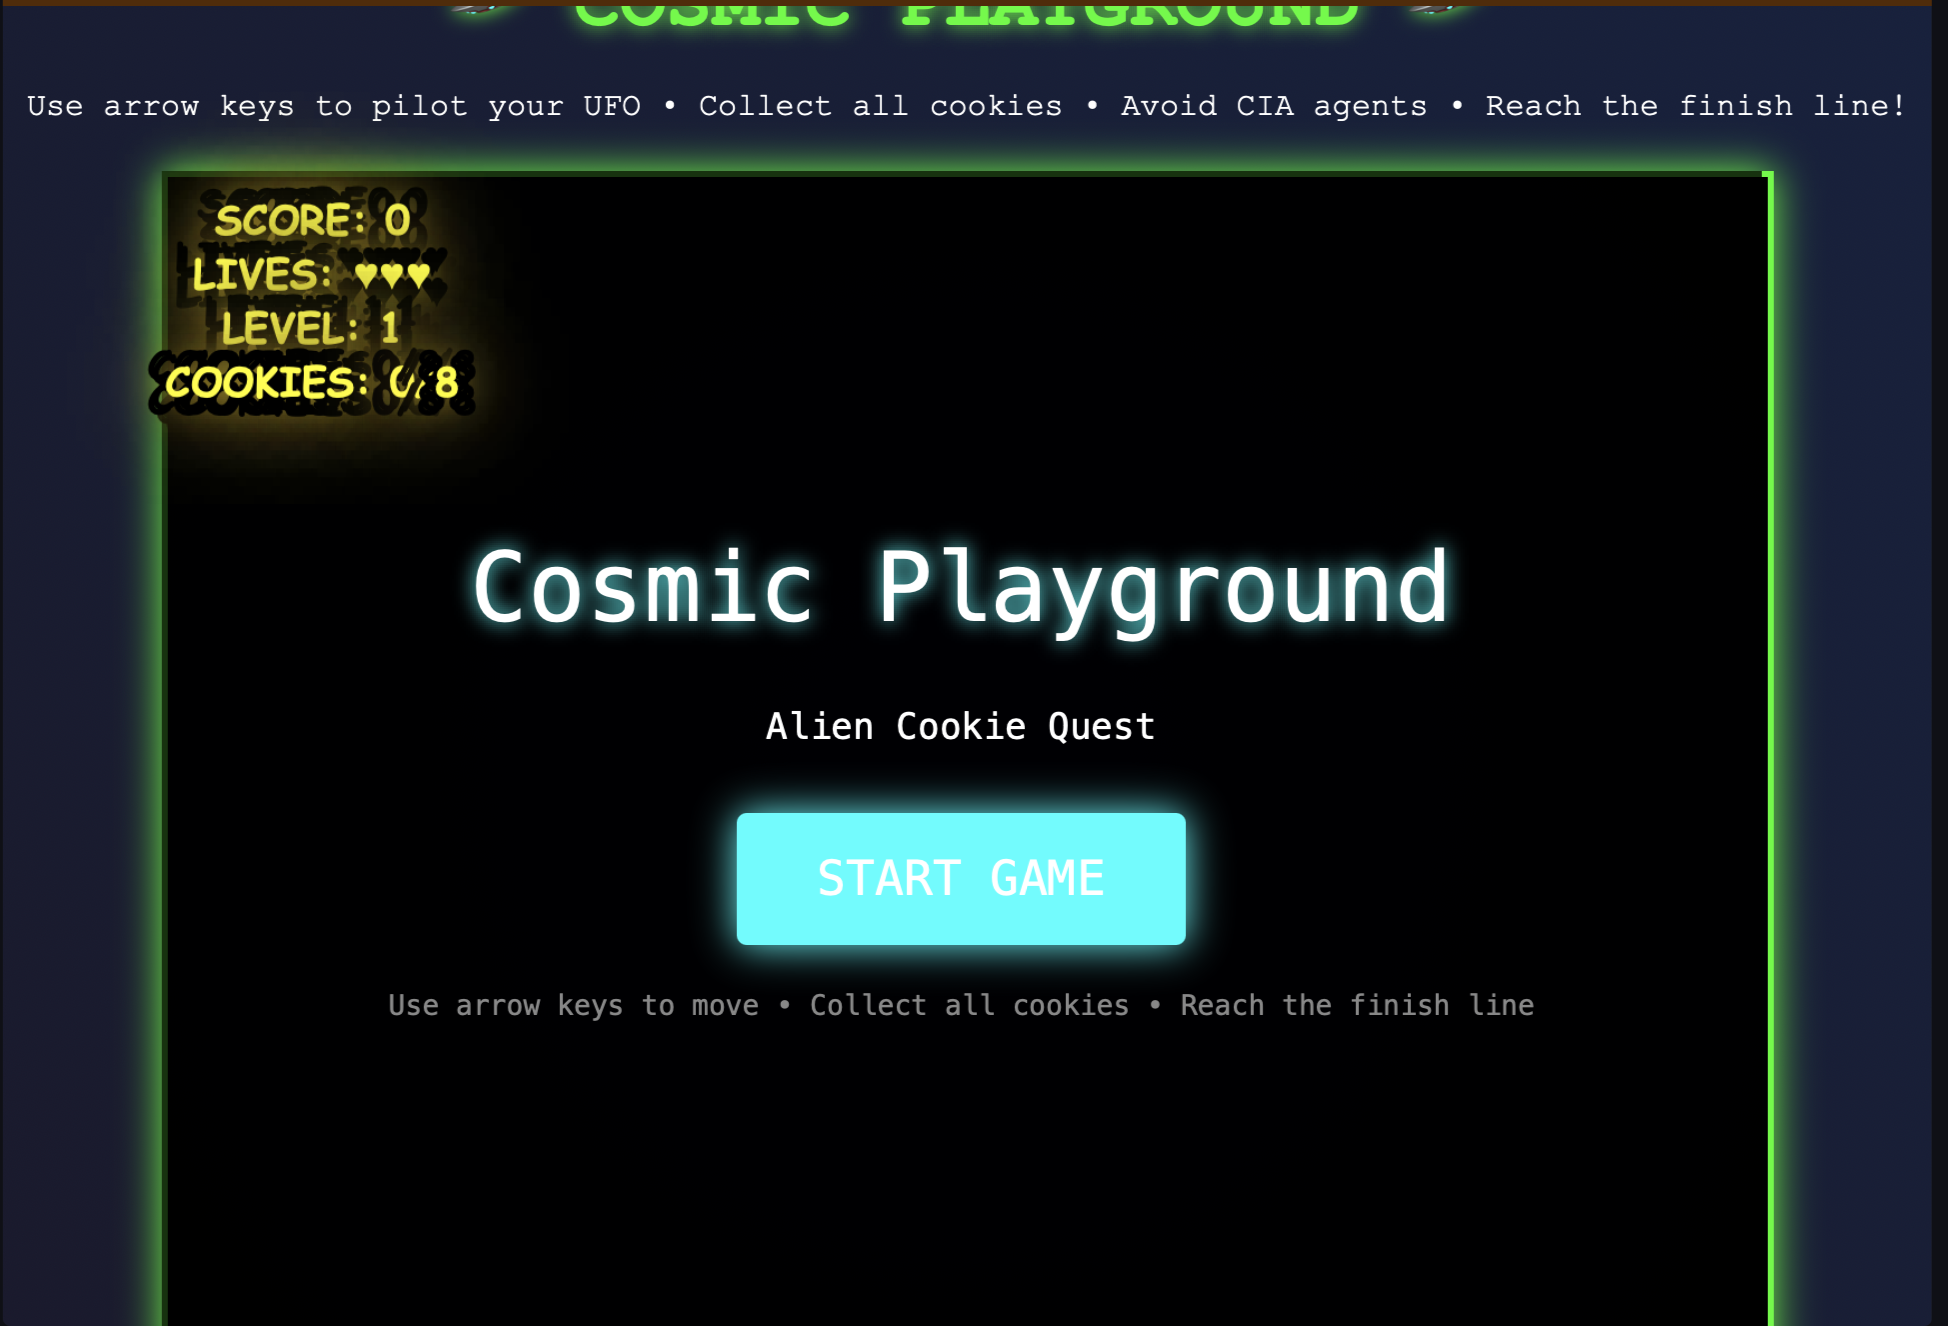 COSMIC PLAYGROUND
Use arrow keys to pilot your UFO • Collect all cookies • Avoid CIA agents • Reach the finish line!
SCORE: 0
LIVES: ♥♥♥
LEVEL: 1
COOKIES: 0/8
Cosmic Playground
Alien Cookie Quest
START GAME
Use arrow keys to move • Collect all cookies • Reach the finish line